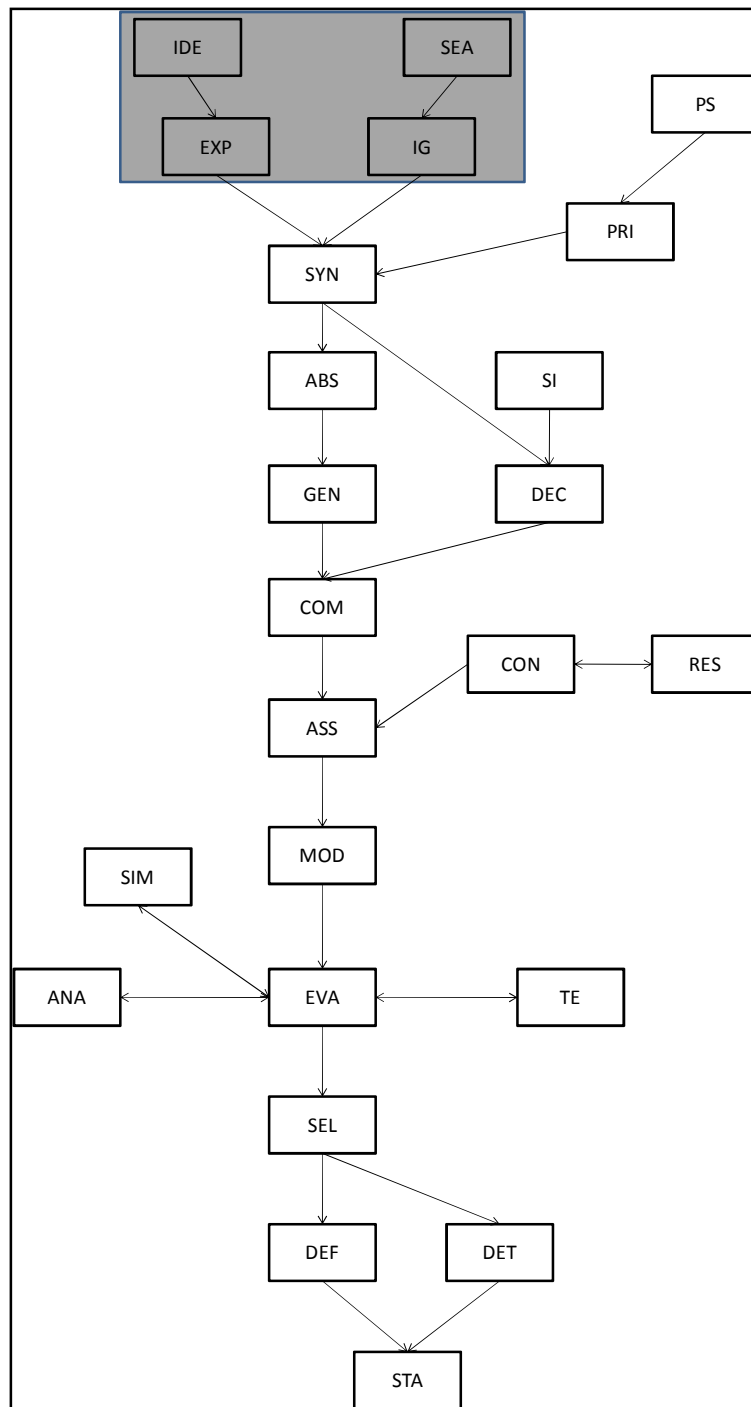 IDE
SEA
PS
EXP
IG
PRI
SYN
ABS
SI
GEN
DEC
COM
CON
RES
ASS
MOD
SIM
ANA
EVA
TE
SEL
DEF
DET
STA